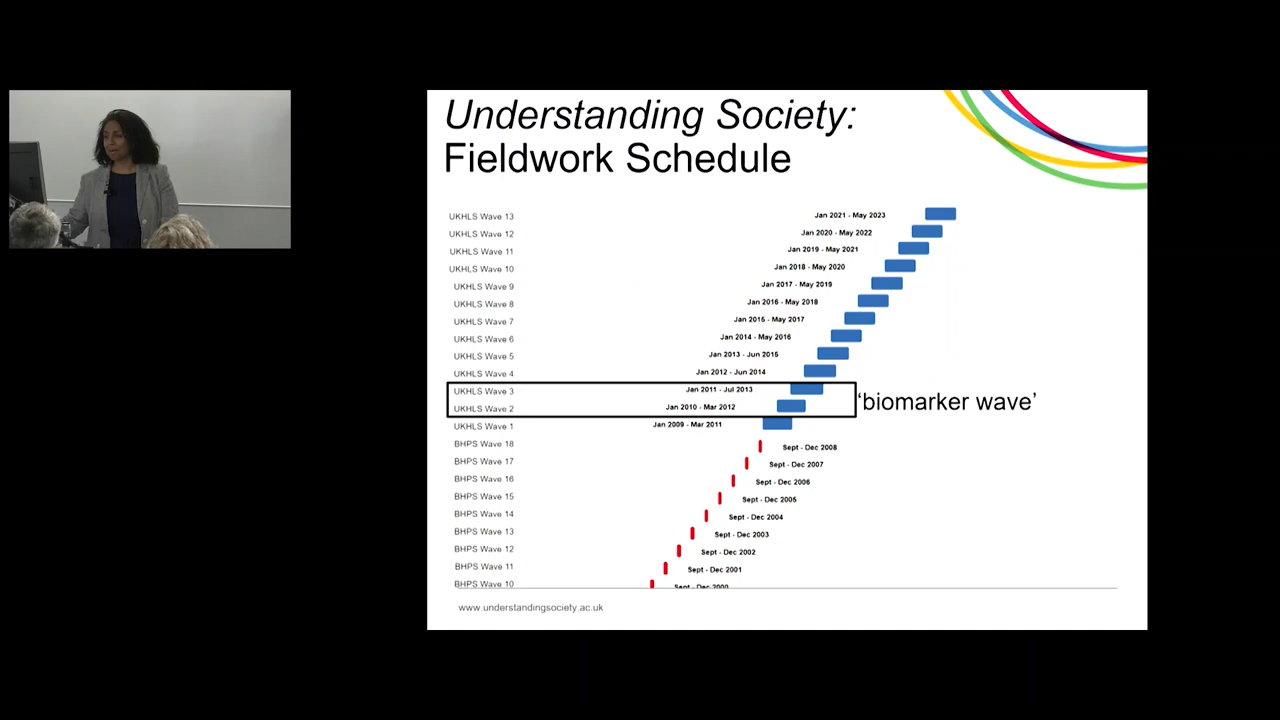 Understanding Society:
Fieldwork Schedule
UKHLS Wave 13 Jan 2021 - May 2023
UKHLS Wave 12 Jan 2020 - May 2022
UKHLS Wave 11 Jan 2019 - May 2021
UKHLS Wave 10 Jan 2018 - May 2020
UKHLS Wave 9 Jan 2017 - May 2019
UKHLS Wave 8 Jan 2016 - May 2018
UKHLS Wave 7 Jan 2015 - May 2017
UKHLS Wave 6 Jan 2014 - May 2016
UKHLS Wave 5 Jan 2013 - Jun 2015
UKHLS Wave 4 Jan 2012 - Jun 2014
UKHLS Wave 3 Jan 2011 - Jul 2013
UKHLS Wave 2 Jan 2010 - Mar 2012
'biomarker wave'
UKHLS Wave 1 Jan 2009 - Mar 2011
BHPS Wave 18 Sept - Dec 2008
BHPS Wave 17 Sept - Dec 2007
BHPS Wave 16 Sept - Dec 2006
BHPS Wave 15 Sept - Dec 2005
BHPS Wave 14 Sept - Dec 2004
BHPS Wave 13 Sept - Dec 2003
BHPS Wave 12 Sept - Dec 2002
BHPS Wave 11 Sept - Dec 2001
BHPS Wave 10 Sept - Dec 2000
www.understandingsociety.ac.uk